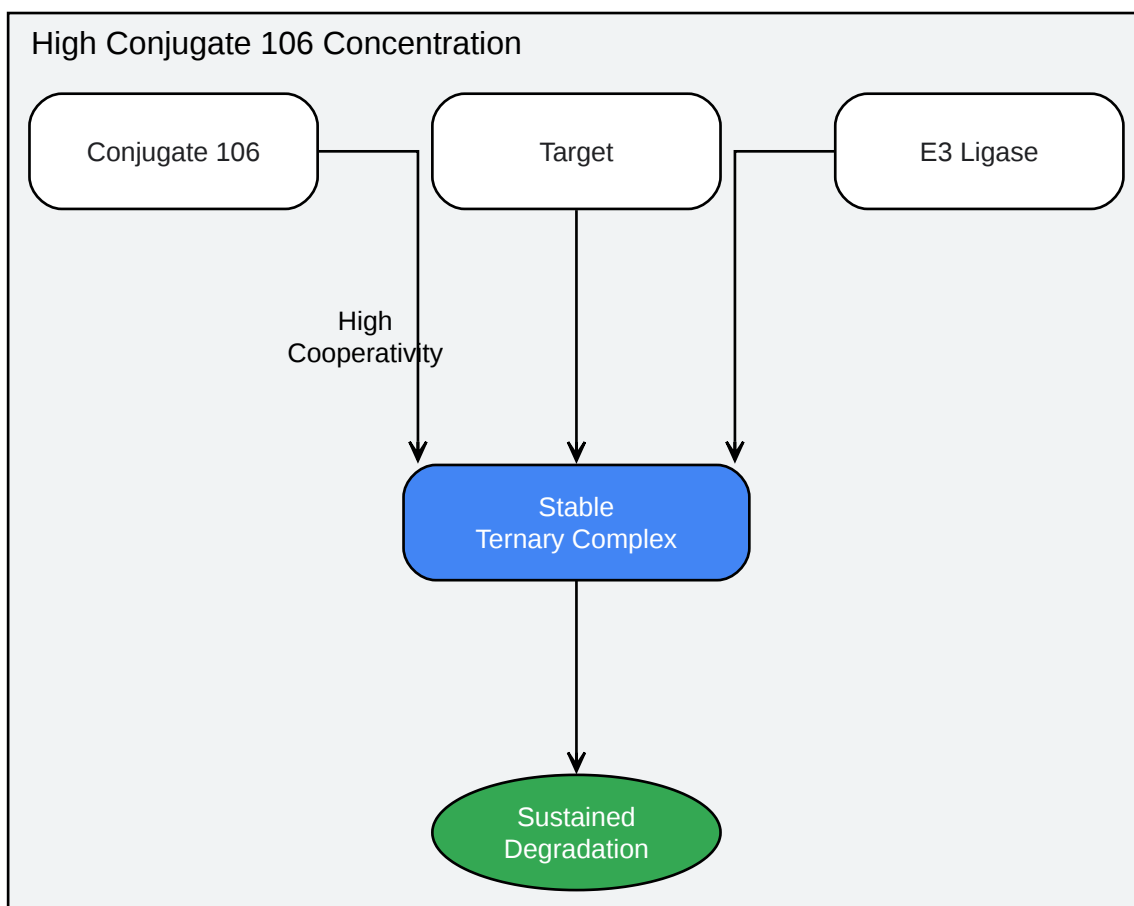 High Conjugate 106 Concentration
Conjugate 106
Target
E3 Ligase
High
Cooperativity
Stable
Ternary Complex
Sustained
Degradation